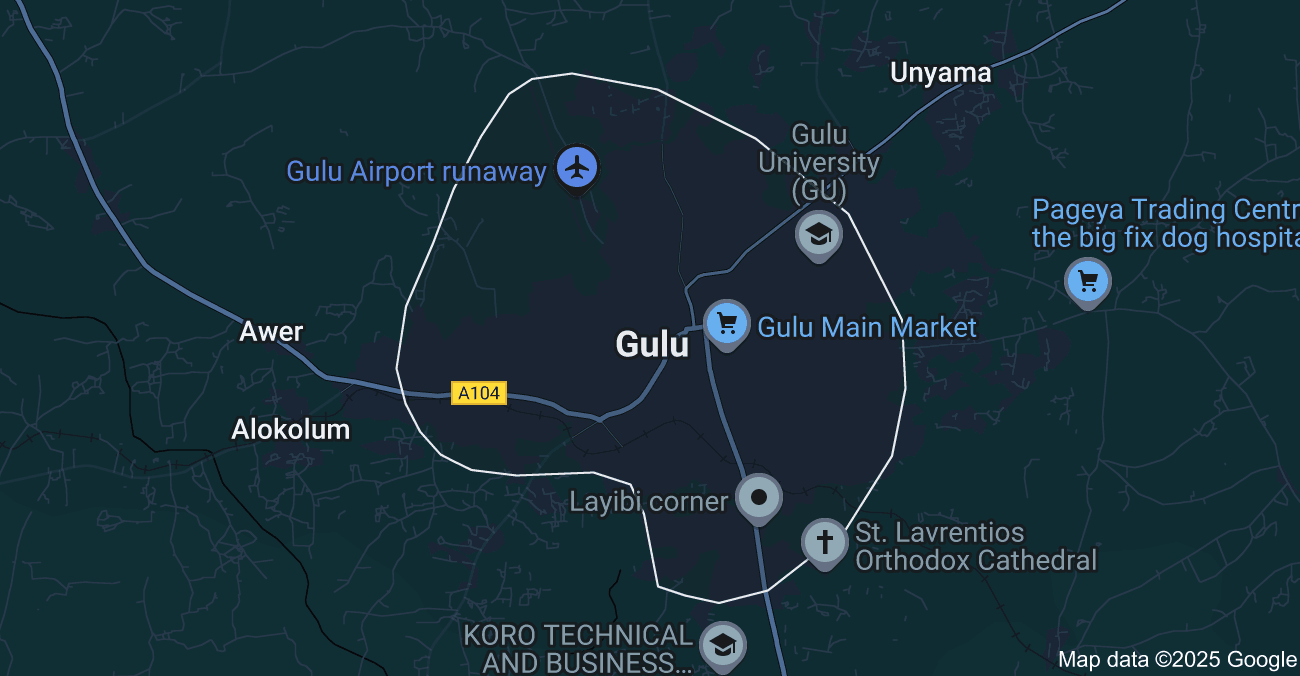 Unyama
Gulu
University
(GU)
Gulu Airport runaway
Pageya Trading Centr
the big fix dog hospita
Awer
Gulu
Gulu Main Market
A104
Alokolum
Layibi corner
St. Lavrentios
Orthodox Cathedral
KORO TECHNICAL
AND BUSINESS...
Map data ©2025 Google